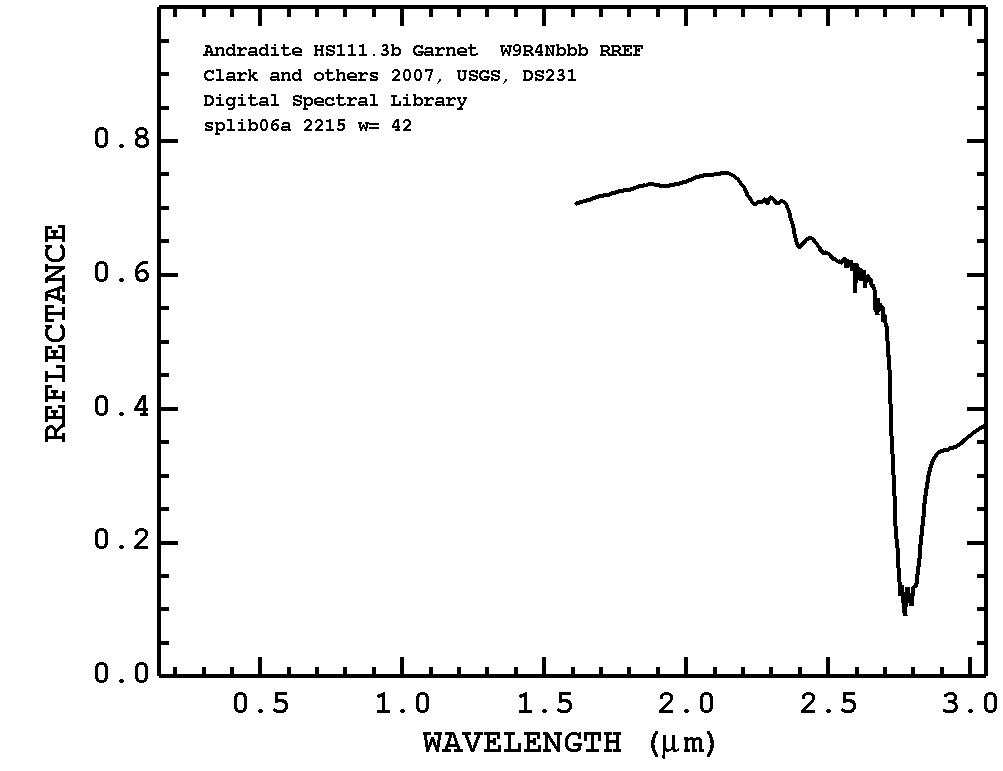 Andradite HS111.3b Garnet  W9R4Nbbb RREF
Clark and others 2007, USGS, DS231
Digital Spectral Library
splib06a 2215 w= 42
REFLECTANCE
0.8
0.6
0.4
0.2
0.0
0.5 1.0 1.5 2.0 2.5 3.0
WAVELENGTH (μm)